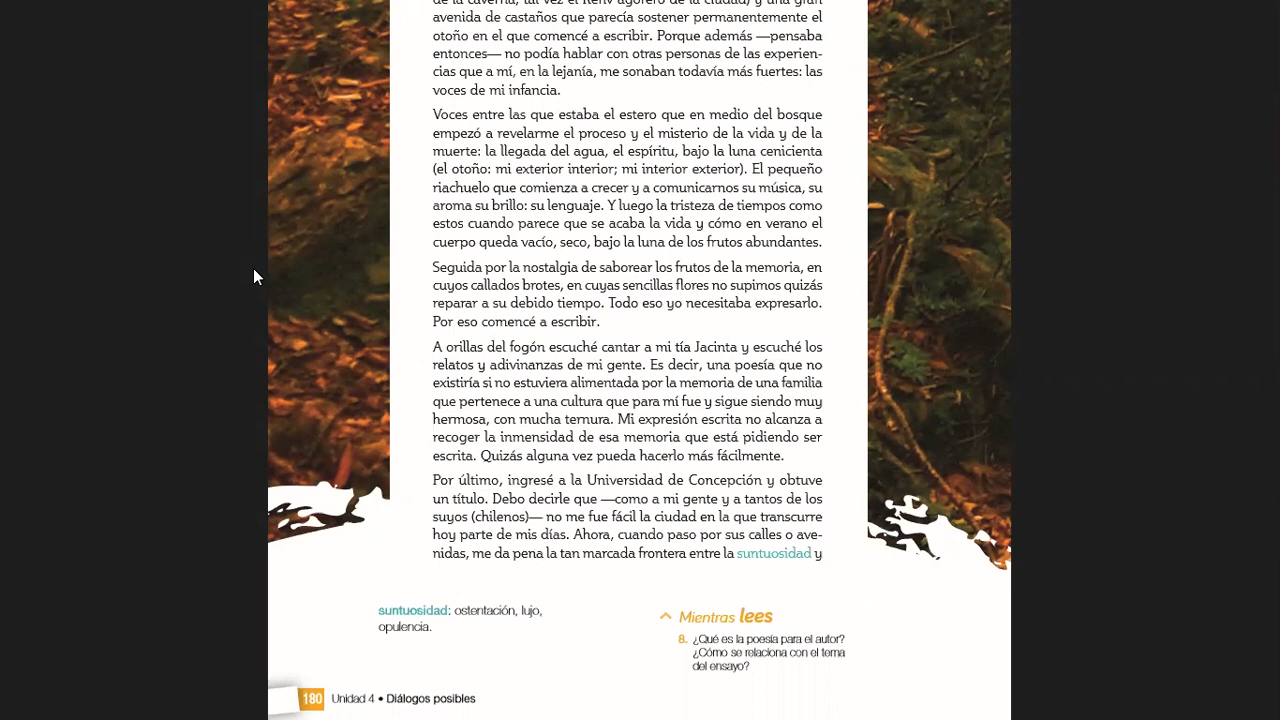 de la caverna, tal vez el Renv agorero de la ciudad) y una gran
avenida de castaños que parecía sostener permanentemente el
otoño en el que comencé a escribir. Porque además —pensaba
entonces— no podía hablar con otras personas de las experien-
cias que a mí, en la lejanía, me sonaban todavía más fuertes: las
voces de mi infancia.
Voces entre las que estaba el estero que en medio del bosque
empezó a revelarme el proceso y el misterio de la vida y de la
muerte: la llegada del agua, el espíritu, bajo la luna cenicienta
(el otoño: mi exterior interior; mi interior exterior). El pequeño
riachuelo que comienza a crecer y a comunicarnos su música, su
aroma su brillo: su lenguaje. Y luego la tristeza de tiempos como
estos cuando parece que se acaba la vida y cómo en verano el
cuerpo queda vacío, seco, bajo la luna de los frutos abundantes.
Seguida por la nostalgia de saborear los frutos de la memoria, en
cuyos callados brotes, en cuyas sencillas flores no supimos quizás
reparar a su debido tiempo. Todo eso yo necesitaba expresarlo.
Por eso comencé a escribir.
A orillas del fogón escuché cantar a mi tía Jacinta y escuché los
relatos y adivinanzas de mi gente. Es decir, una poesía que no
existiría si no estuviera alimentada por la memoria de una familia
que pertenece a una cultura que para mí fue y sigue siendo muy
hermosa, con mucha ternura. Mi expresión escrita no alcanza a
recoger la inmensidad de esa memoria que está pidiendo ser
escrita. Quizás alguna vez pueda hacerlo más fácilmente.
Por último, ingresé a la Universidad de Concepción y obtuve
un título. Debo decirle que —como a mi gente y a tantos de los
suyos (chilenos)— no me fue fácil la ciudad en la que transcurre
hoy parte de mis días. Ahora, cuando paso por sus calles o ave-
nidas, me da pena la tan marcada frontera entre la suntuosidad y
suntuosidad: ostentación, lujo,
opulencia.
Mientras lees
8. ¿Qué es la poesía para el autor?
¿Cómo se relaciona con el tema
del ensayo?
180 Unidad 4 • Diálogos posibles